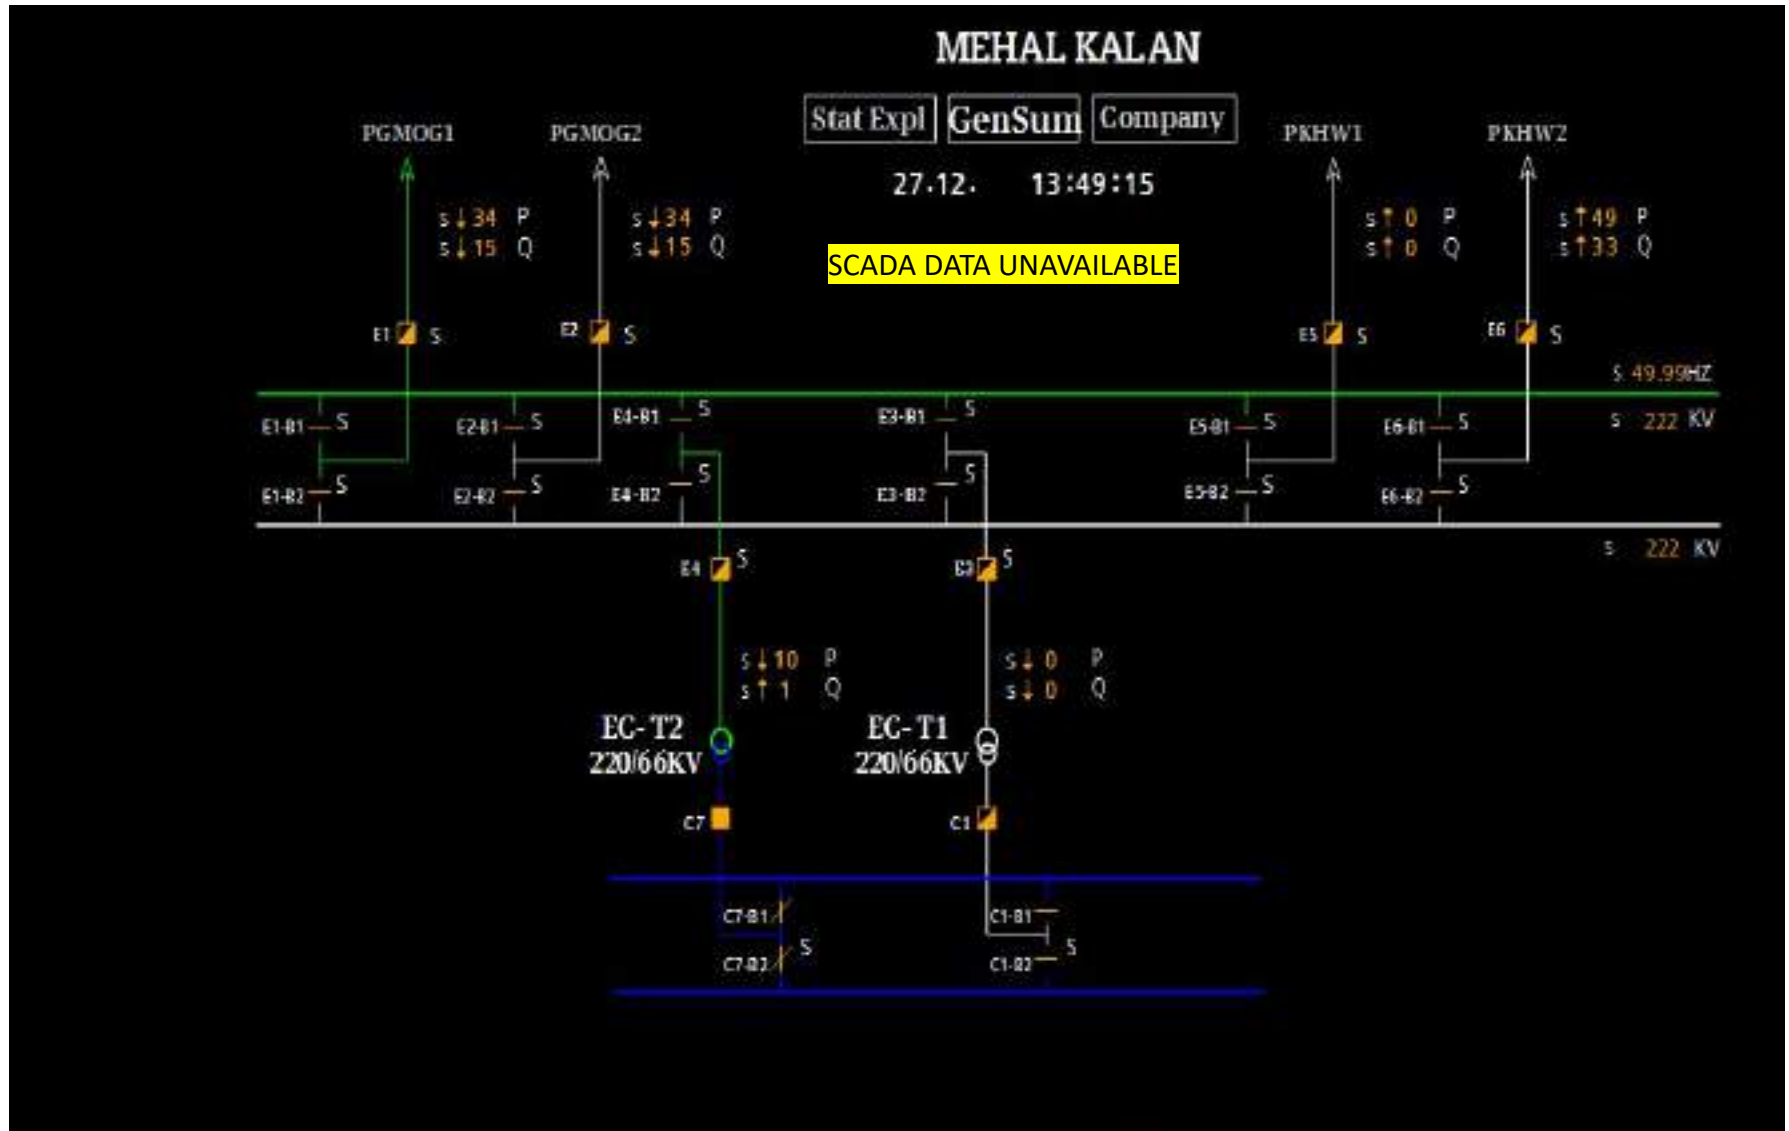 MEHAL KALAN
Stat Expl GenSum Company
PGMOG1 PGMOG2 PKHW1 PKHW2
27.12. 13:49:15
s↓34 P s↓34 P s↑ 0 P s↑49 P
s↓15 Q s↓15 Q s↑ 0 Q s↑33 Q
SCADA DATA UNAVAILABLE
E1 S E2 S E5 S E6 S
S 49.99HZ
E1-B1 S E2-B1 S E4-B1 S E3-B1 S E5-B1 S E6-B1 S s 222 KV
E1-B2 S E2-B2 S E4-B2 S E3-B2 S E5-B2 S E6-B2 S
s 222 KV
E4 S E3 S
s↓10 P s↓ 0 P
s↑ 1 Q s↓ 0 Q
EC-T2 EC-T1
220/66KV 220/66KV
C7 C1
C7-B1 C1-B1
S S
C7-B2 C1-B2